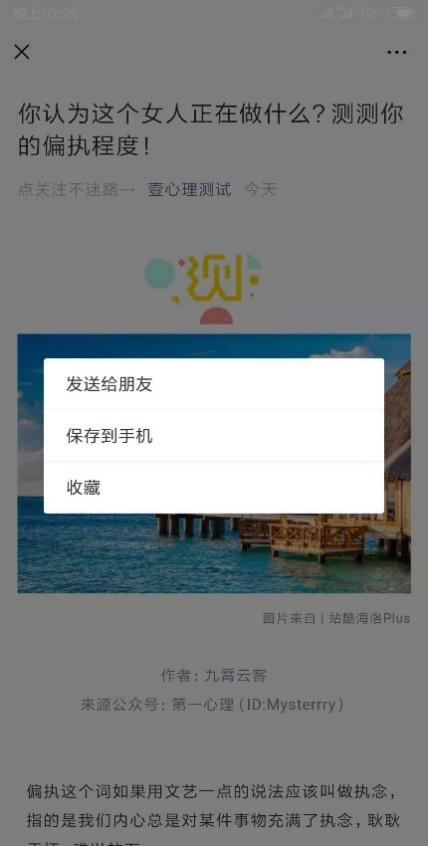 晚上10:26
4G
你认为这个女人正在做什么？测测你
的偏执程度！
点关注不迷路→ 壹心理测试 今天
测
发送给朋友
保存到手机
收藏
图片来自 | 站酷海洛Plus
作者：九霄云客
来源公众号：第一心理（ID:Mysterrry）
偏执这个词如果用文艺一点的说法应该叫做执念，
指的是我们内心总是对某件事物充满了执念，耿耿